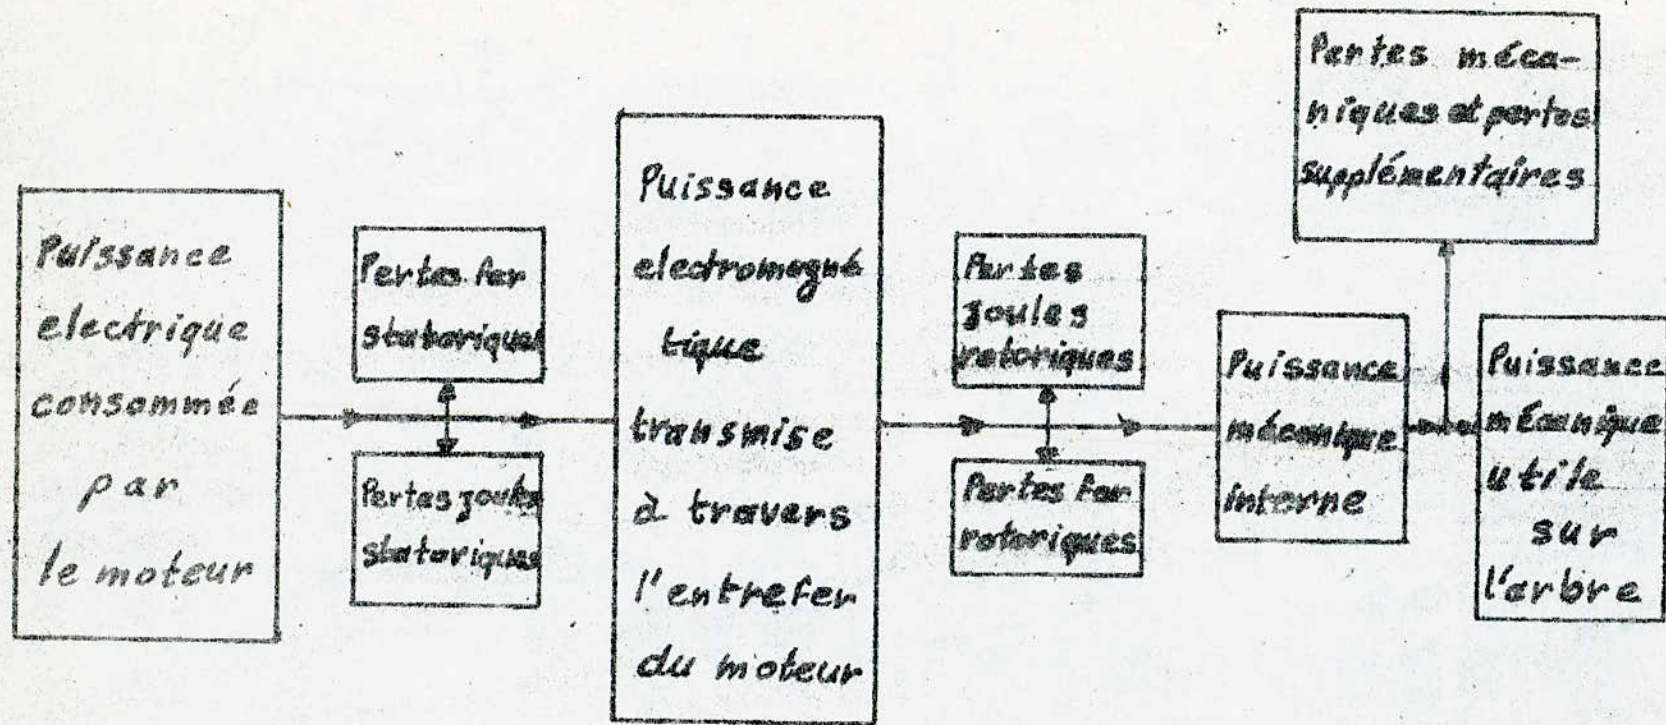 Puissance
electrique
consommée
par
le moteur
Pertes fer
statoriques
Pertes joules
statoriques
Puissance
electromagné
tique
transmise
à travers
l'entrefer
du moteur
Pertes
joules
rotoriques
Pertes fer
rotoriques
Puissance
mécanique
interne
Pertes méca-
niques et pertes
supplémentaires
Puissance
mécanique
utile
sur
l'arbre